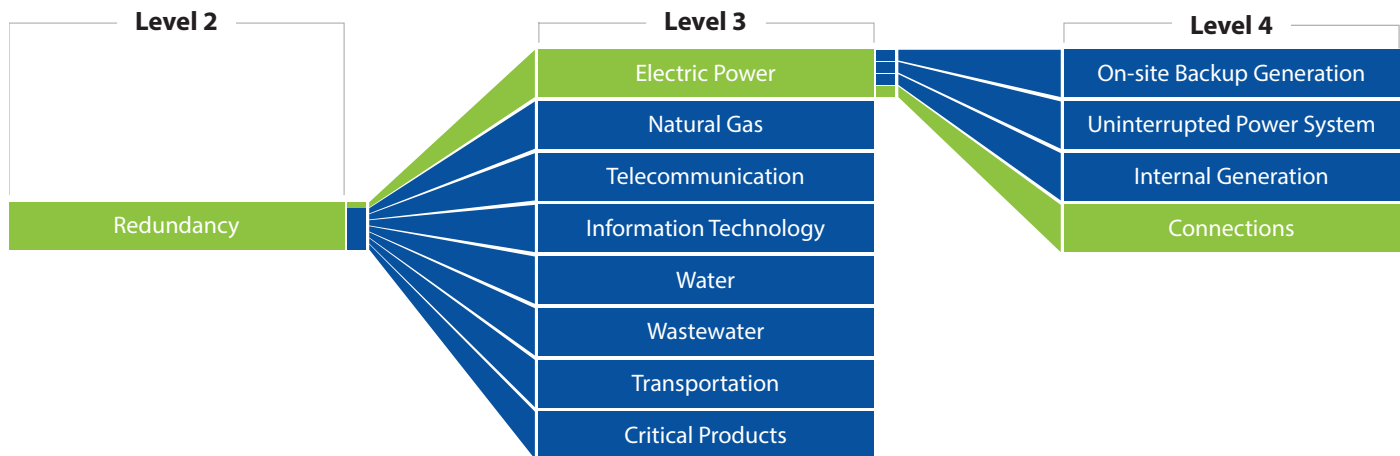 Level 2
Level 3
Level 4
Redundancy
Electric Power
Natural Gas
Telecommunication
Information Technology
Water
Wastewater
Transportation
Critical Products
On-site Backup Generation
Uninterrupted Power System
Internal Generation
Connections